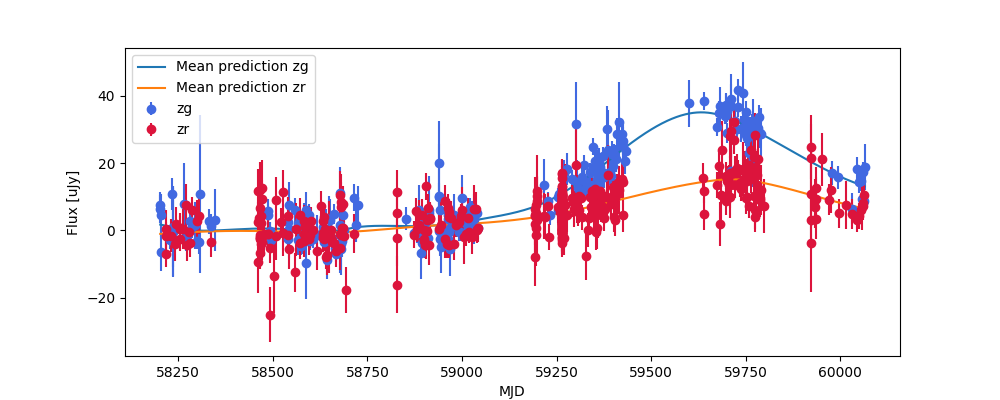 Mean prediction zg
Mean prediction zr
zg
zr
Flux [uJy]
40
20
0
−20
58250
58500
58750
59000
59250
59500
59750
60000
MJD